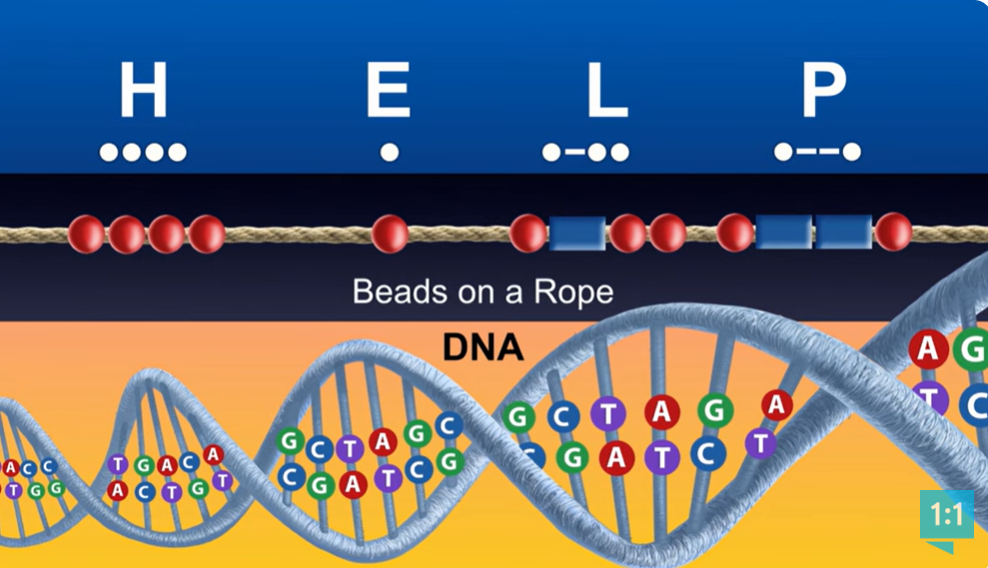 H E L P
•••• • •–•• •––•
Beads on a Rope
DNA
A C C T G A C A G C T A G C G C T A G A A G
T G G A C T G T C G A T C G C G A T C T T C
1:1